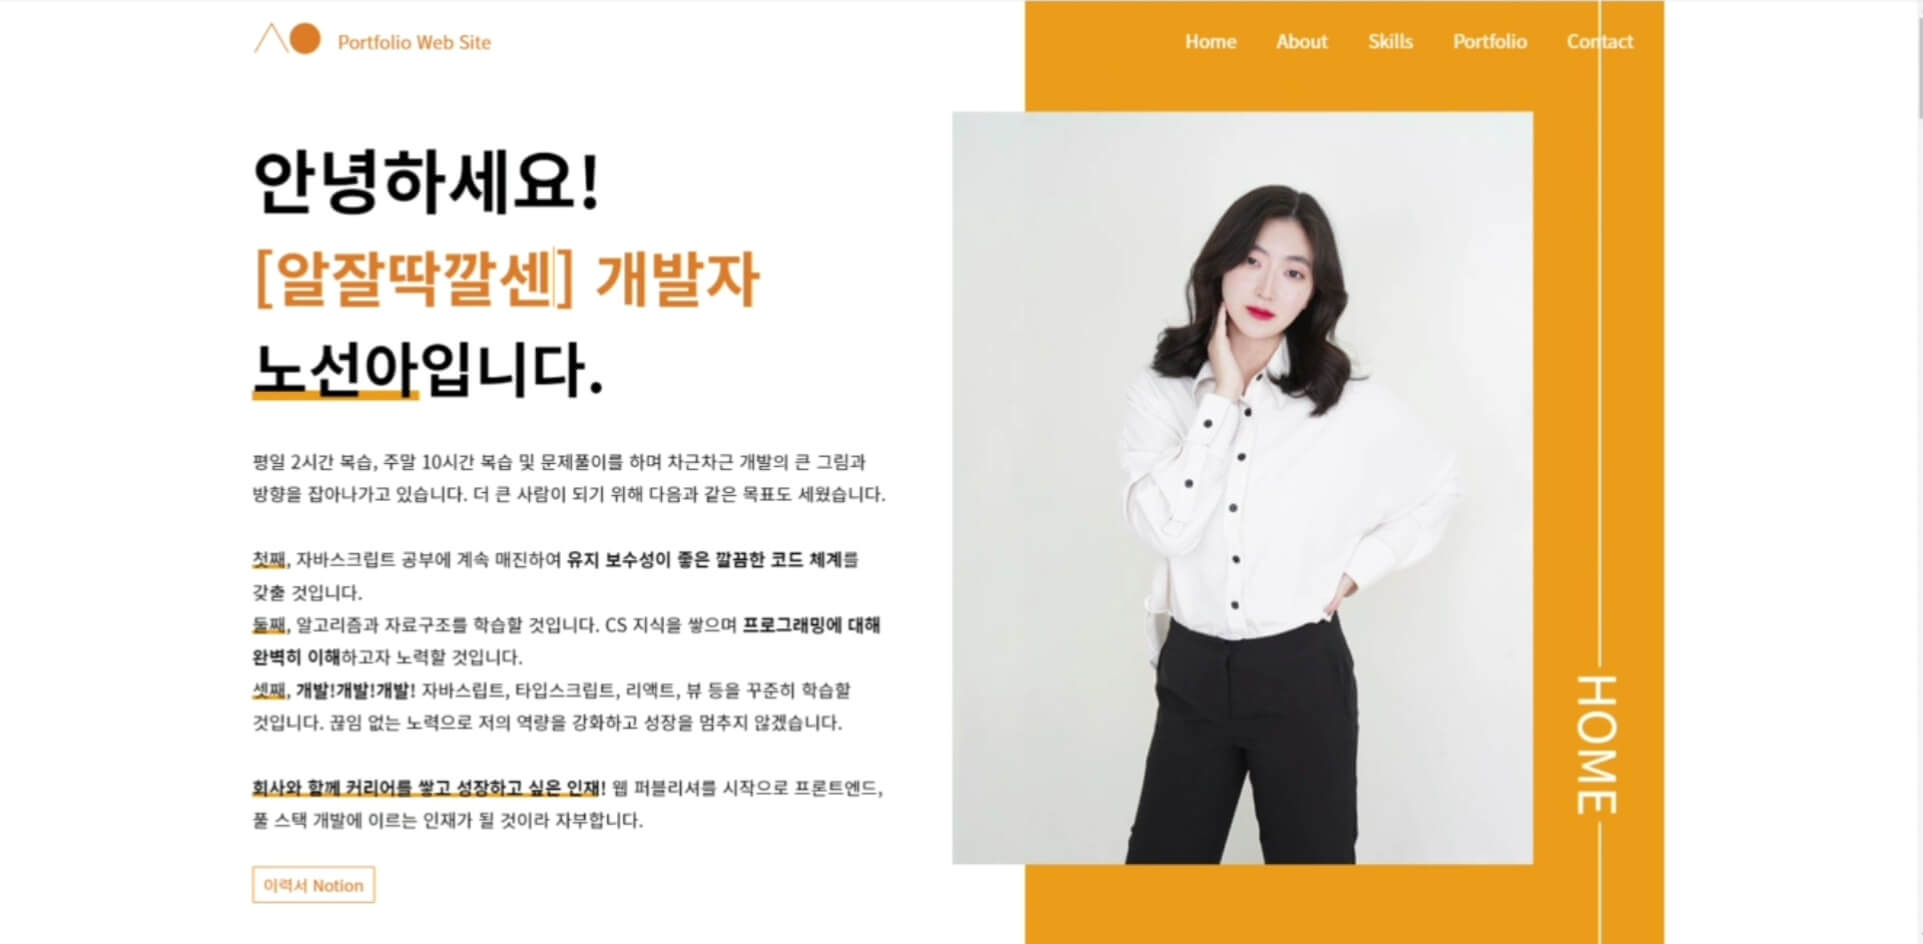 Portfolio Web Site
Home About Skills Portfolio Contact
안녕하세요!
[알잘딱깔센] 개발자
노선아입니다.
평일 2시간 복습, 주말 10시간 복습 및 문제풀이를 하며 차근차근 개발의 큰 그림과
방향을 잡아나가고 있습니다. 더 큰 사람이 되기 위해 다음과 같은 목표도 세웠습니다.
첫째, 자바스크립트 공부에 계속 매진하여 유지 보수성이 좋은 깔끔한 코드 체계를
갖출 것입니다.
둘째, 알고리즘과 자료구조를 학습할 것입니다. CS 지식을 쌓으며 프로그래밍에 대해
완벽히 이해하고자 노력할 것입니다.
셋째, 개발!개발!개발! 자바스립트, 타입스크립트, 리액트, 뷰 등을 꾸준히 학습할
것입니다. 끊임 없는 노력으로 저의 역량을 강화하고 성장을 멈추지 않겠습니다.
회사와 함께 커리어를 쌓고 성장하고 싶은 인재! 웹 퍼블리셔를 시작으로 프론트엔드,
풀 스택 개발에 이르는 인재가 될 것이라 자부합니다.
이력서 Notion
HOME